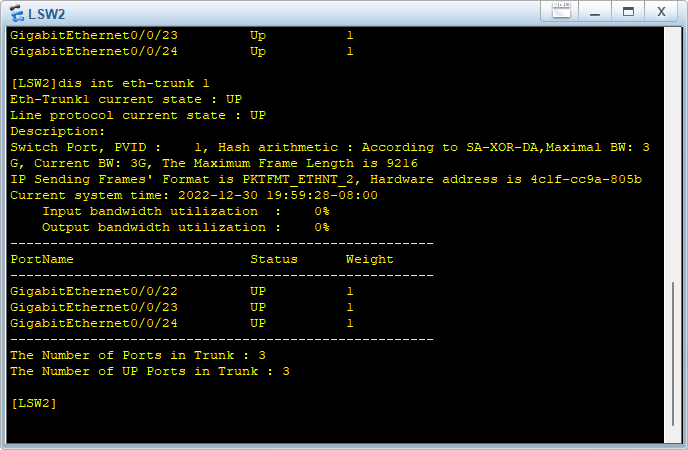 LSW2
GigabitEthernet0/0/23         Up          1
GigabitEthernet0/0/24         Up          1
[LSW2]dis int eth-trunk 1
Eth-Trunk1 current state : UP
Line protocol current state : UP
Description:
Switch Port, PVID :    1, Hash arithmetic : According to SA-XOR-DA,Maximal BW: 3
G, Current BW: 3G, The Maximum Frame Length is 9216
IP Sending Frames' Format is PKTFMT_ETHNT_2, Hardware address is 4c1f-cc9a-805b
Current system time: 2022-12-30 19:59:28-08:00
    Input bandwidth utilization  :    0%
    Output bandwidth utilization :    0%
-----------------------------------------------------
PortName                      Status      Weight
-----------------------------------------------------
GigabitEthernet0/0/22         UP          1
GigabitEthernet0/0/23         UP          1
GigabitEthernet0/0/24         UP          1
-----------------------------------------------------
The Number of Ports in Trunk : 3
The Number of UP Ports in Trunk : 3
[LSW2]